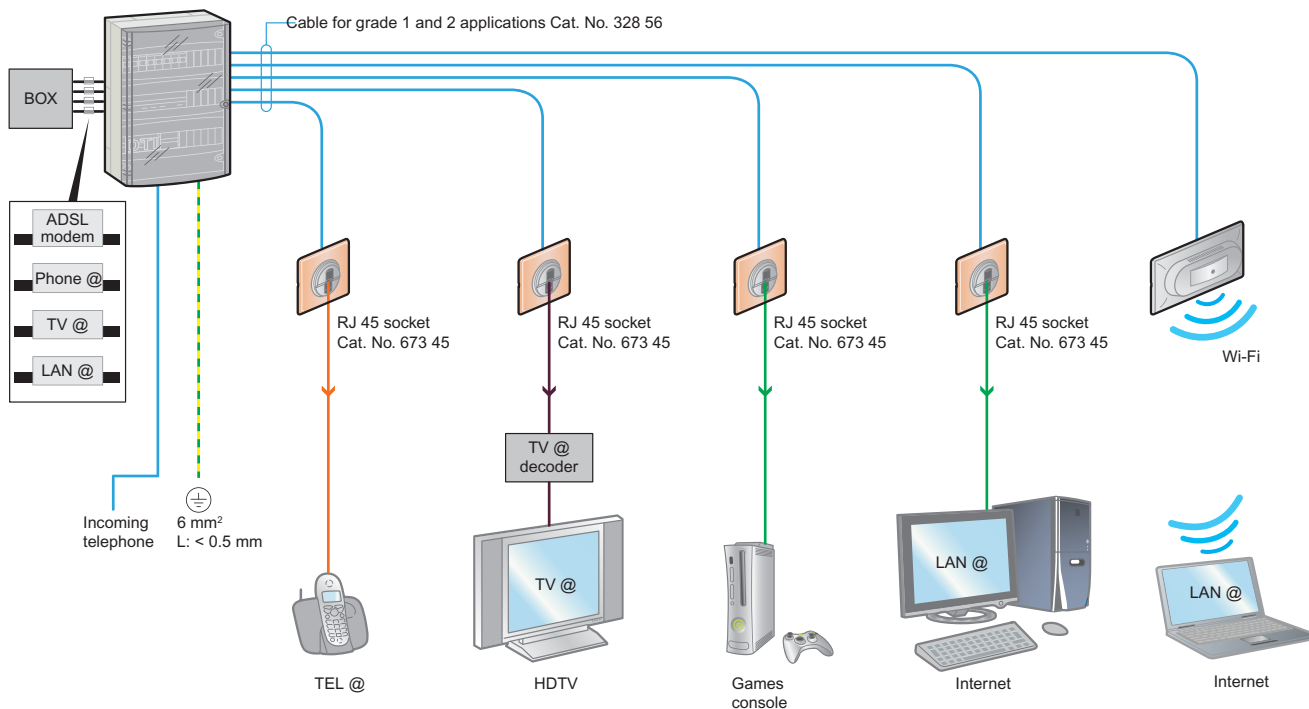 Cable for grade 1 and 2 applications Cat. No. 328 56
BOX
ADSL
modem
Phone @
TV @
LAN @
Incoming
telephone
6 mm²
L: < 0.5 mm
RJ 45 socket
Cat. No. 673 45
RJ 45 socket
Cat. No. 673 45
RJ 45 socket
Cat. No. 673 45
RJ 45 socket
Cat. No. 673 45
Wi-Fi
TV @
decoder
TV @
LAN @
LAN @
TEL @
HDTV
Games
console
Internet
Internet